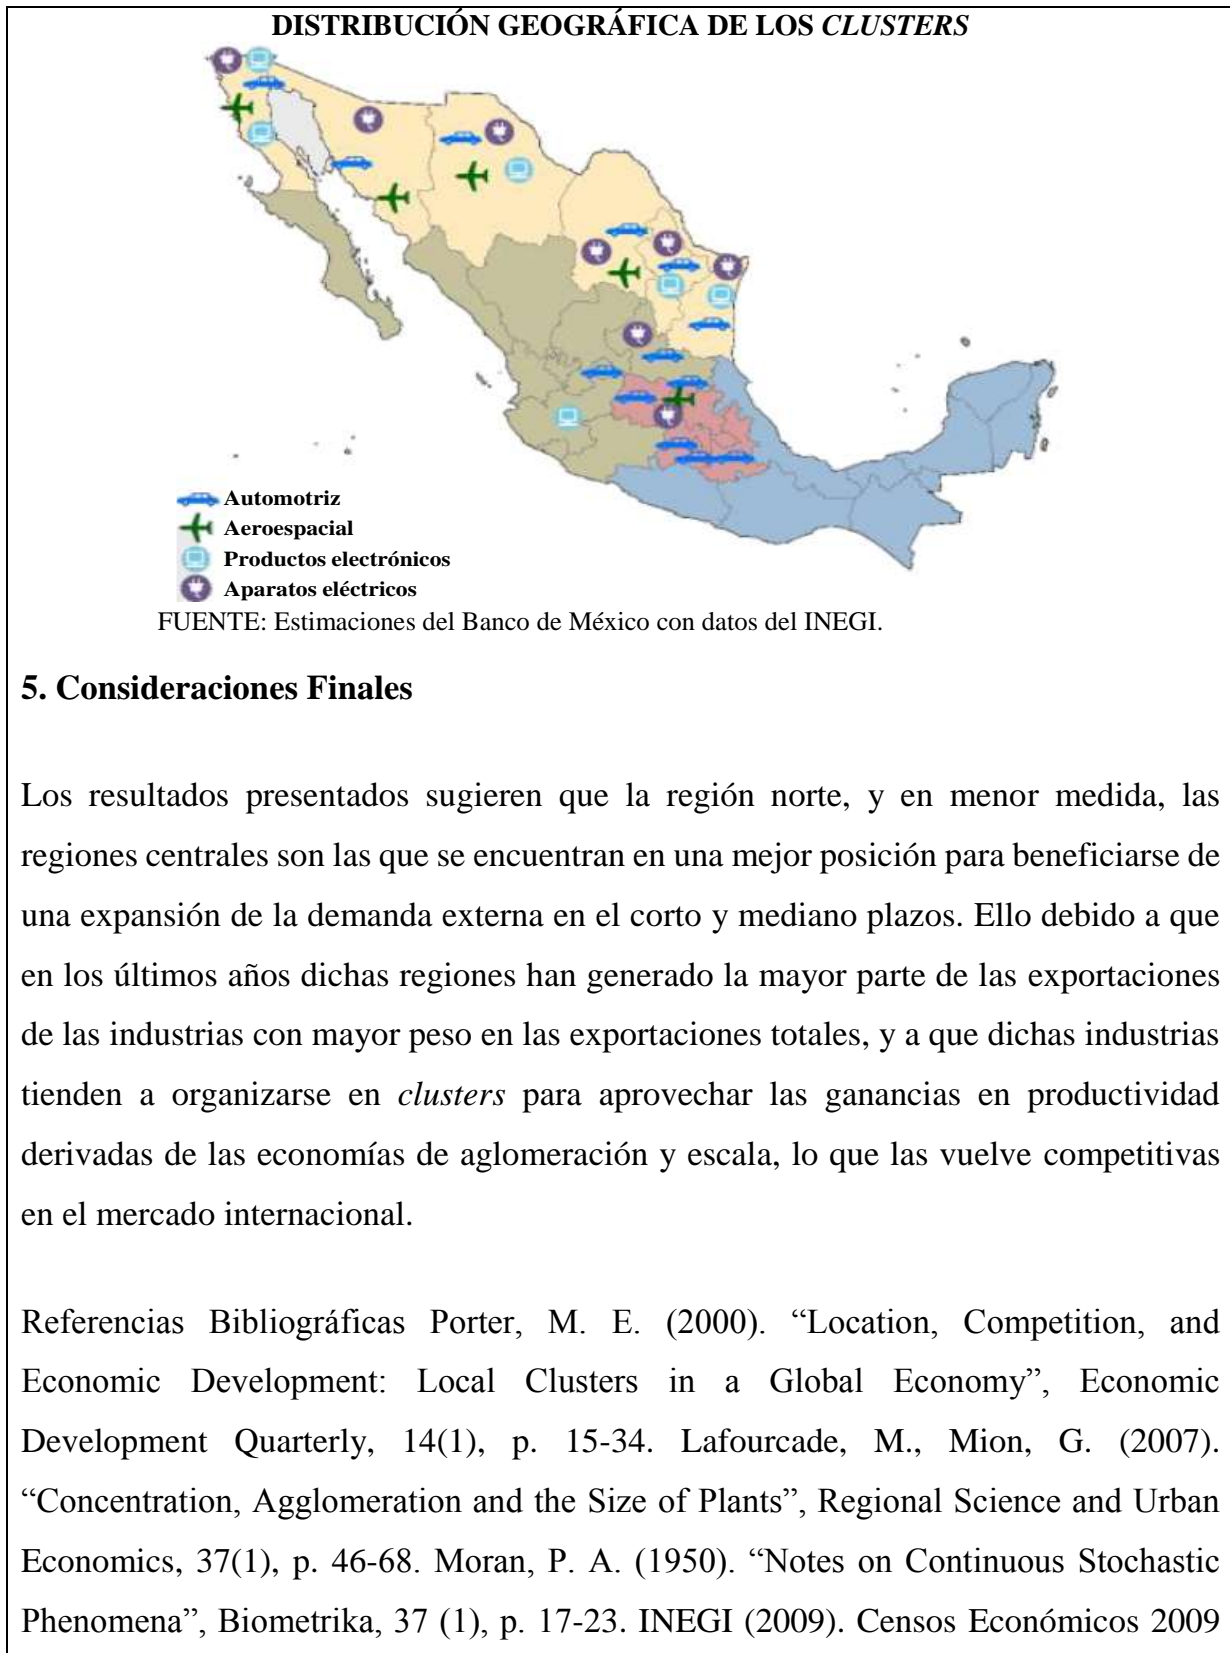 DISTRIBUCIÓN GEOGRÁFICA DE LOS CLUSTERS
Automotriz
Aeroespacial
Productos electrónicos
Aparatos eléctricos
FUENTE: Estimaciones del Banco de México con datos del INEGI.
5. Consideraciones Finales
Los resultados presentados sugieren que la región norte, y en menor medida, las
regiones centrales son las que se encuentran en una mejor posición para beneficiarse de
una expansión de la demanda externa en el corto y mediano plazos. Ello debido a que
en los últimos años dichas regiones han generado la mayor parte de las exportaciones
de las industrias con mayor peso en las exportaciones totales, y a que dichas industrias
tienden a organizarse en clusters para aprovechar las ganancias en productividad
derivadas de las economías de aglomeración y escala, lo que las vuelve competitivas
en el mercado internacional.
Referencias Bibliográficas Porter, M. E. (2000). “Location, Competition, and
Economic Development: Local Clusters in a Global Economy”, Economic
Development Quarterly, 14(1), p. 15-34. Lafourcade, M., Mion, G. (2007).
“Concentration, Agglomeration and the Size of Plants”, Regional Science and Urban
Economics, 37(1), p. 46-68. Moran, P. A. (1950). “Notes on Continuous Stochastic
Phenomena”, Biometrika, 37 (1), p. 17-23. INEGI (2009). Censos Económicos 2009